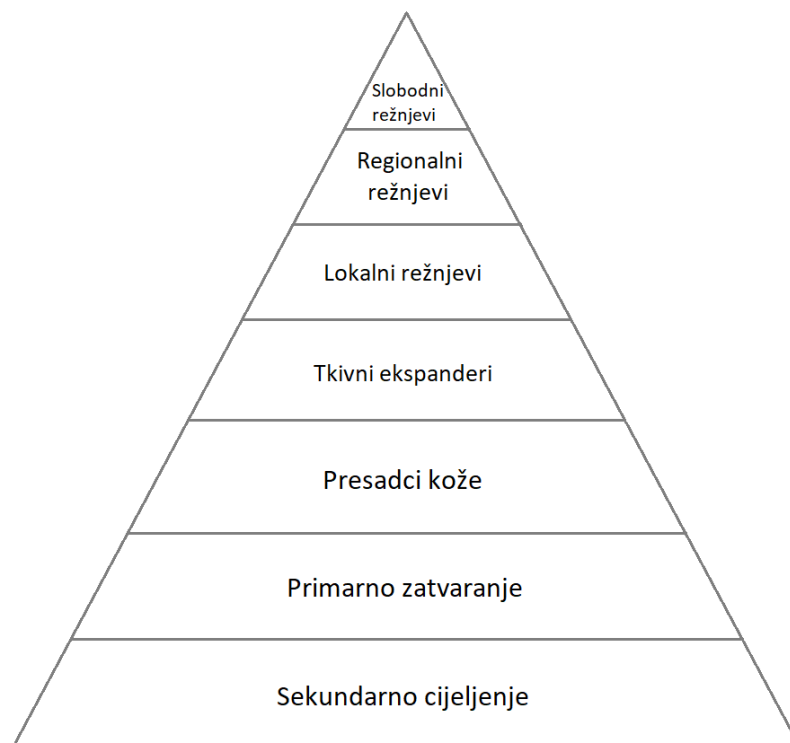 Slobodni
režnjevi
Regionalni
režnjevi
Lokalni režnjevi
Tkivni ekspanderi
Presadci kože
Primarno zatvaranje
Sekundarno cijeljenje